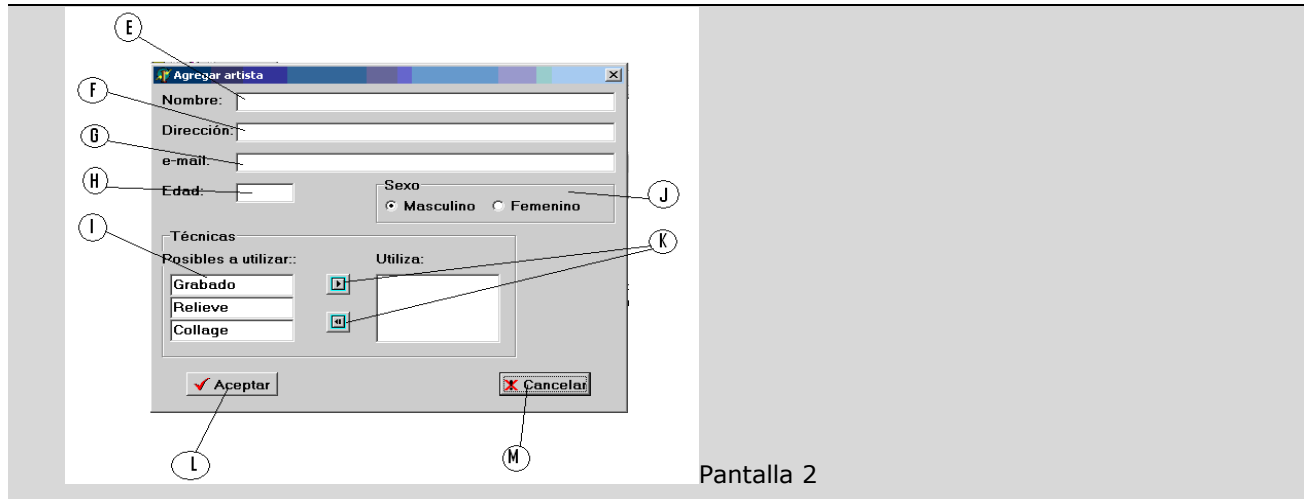 E
Agregar artista
F
Nombre:
Dirección:
G
e-mail:
H
Edad:
Sexo
J
Masculino Femenino
I
Técnicas
K
Posibles a utilizar:: Utiliza:
Grabado
Relieve
Collage
Aceptar Cancelar
L
M
Pantalla 2